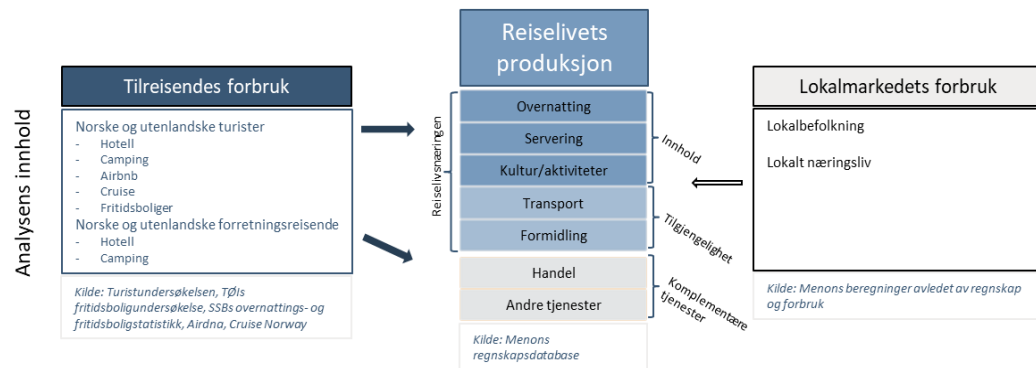 Analysens innhold
Tilreisendes forbruk
Norske og utenlandske turister
- Hotell
- Camping
- Airbnb
- Cruise
- Fritidsboliger
Norske og utenlandske forretningsreisende
- Hotell
- Camping
Kilde: Turistundersøkelsen, TØIs
fritidsboligundersøkelse, SSBs overnattings- og
fritidsboligstatistikk, Airdna, Cruise Norway
Reiselivets
produksjon
Reiselivsnæringen
Overnatting
Servering
Kultur/aktiviteter
Transport
Formidling
Handel
Andre tjenester
Innhold
Tilgjengelighet
Komplementære
tjenester
Kilde: Menons
regnskapsdatabase
Lokalmarkedets forbruk
Lokalbefolkning
Lokalt næringsliv
Kilde: Menons beregninger avledet av regnskap
og forbruk